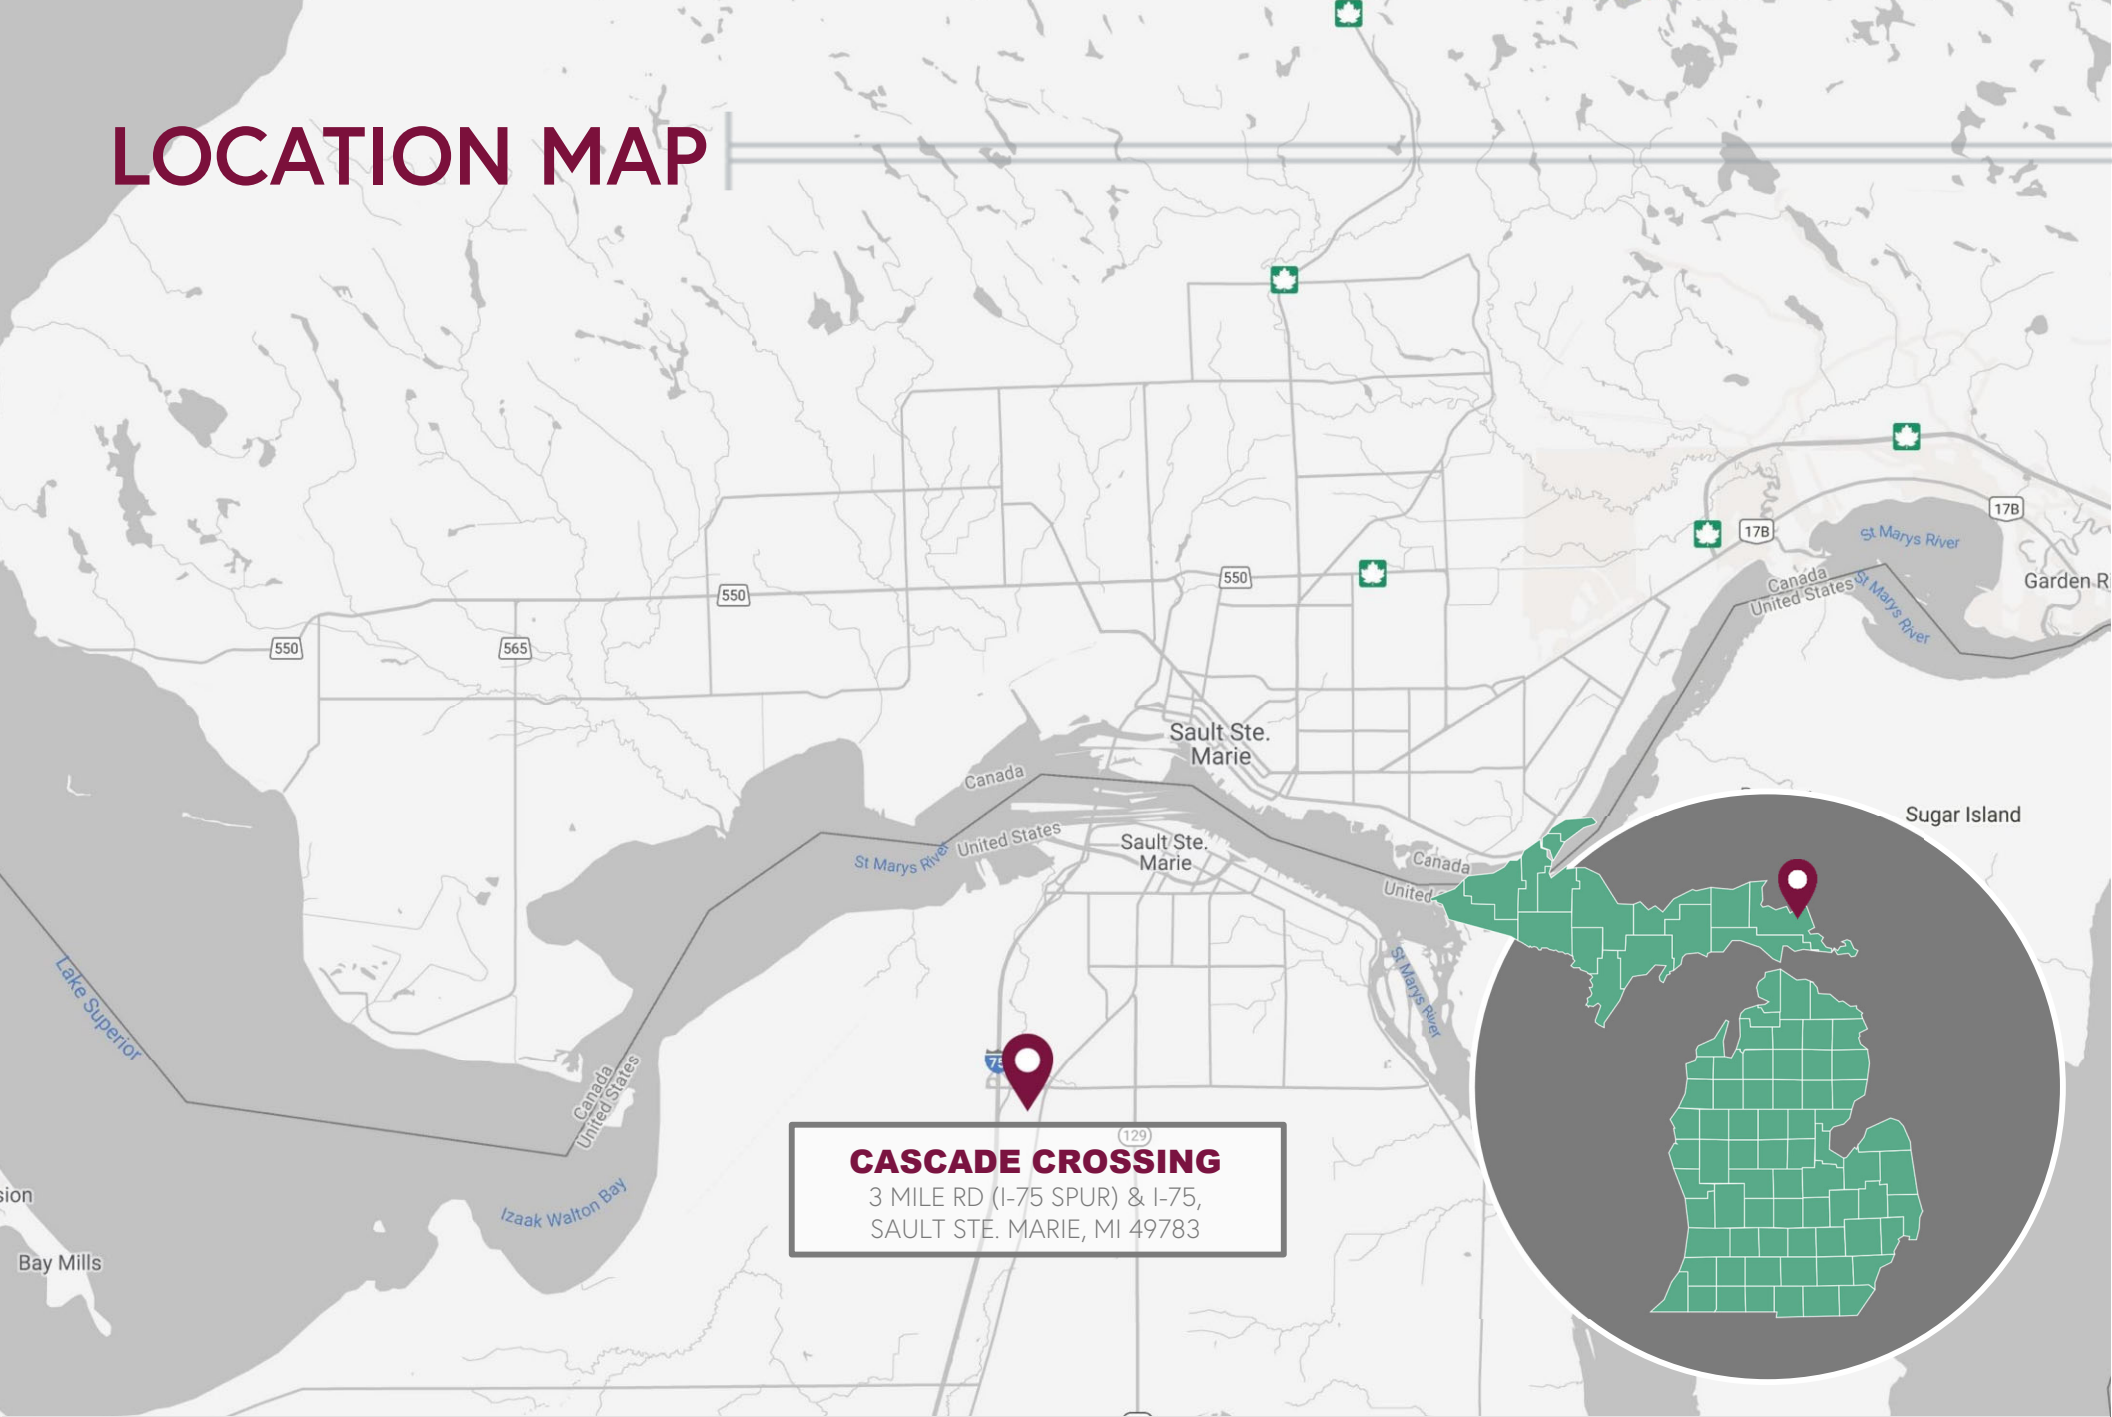 LOCATION MAP
17B
17B
St Marys River
Canada
United States
St Marys River
550
550
550
565
Sault Ste.
Marie
Canada
United States
St Marys River
Sault Ste.
Marie
Sugar Island
Canada
United
St Marys River
Lake Superior
Canada
United States
75
129
CASCADE CROSSING
3 MILE RD (I-75 SPUR) & I-75,
SAULT STE. MARIE, MI 49783
Izaak Walton Bay
Bay Mills
Garden R
sion